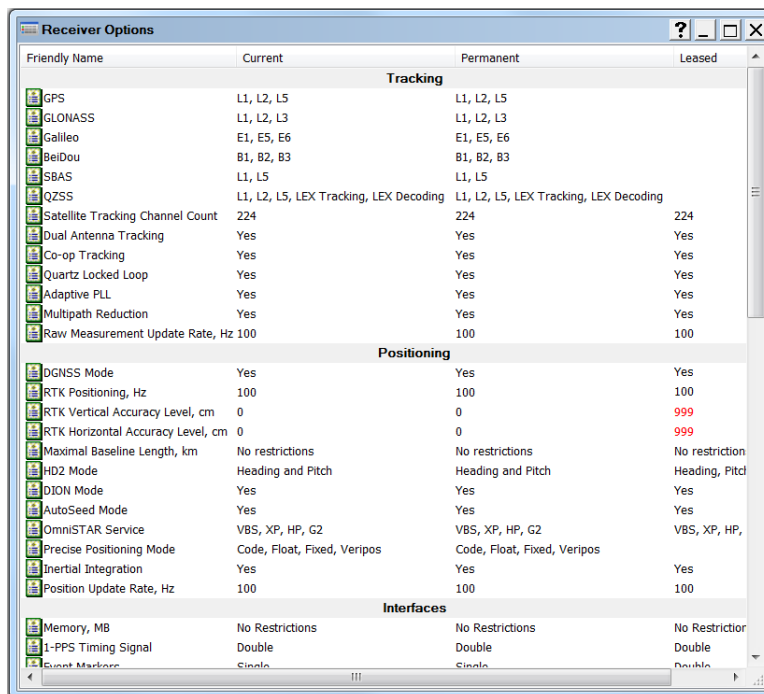 Receiver Options
Friendly Name Current Permanent Leased
Tracking
GPS L1, L2, L5 L1, L2, L5
GLONASS L1, L2, L3 L1, L2, L3
Galileo E1, E5, E6 E1, E5, E6
BeiDou B1, B2, B3 B1, B2, B3
SBAS L1, L5 L1, L5
QZSS L1, L2, L5, LEX Tracking, LEX Decoding L1, L2, L5, LEX Tracking, LEX Decoding
Satellite Tracking Channel Count 224 224 224
Dual Antenna Tracking Yes Yes Yes
Co-op Tracking Yes Yes Yes
Quartz Locked Loop Yes Yes Yes
Adaptive PLL Yes Yes Yes
Multipath Reduction Yes Yes Yes
Raw Measurement Update Rate, Hz 100 100 100
Positioning
DGNSS Mode Yes Yes Yes
RTK Positioning, Hz 100 100 100
RTK Vertical Accuracy Level, cm 0 0 999
RTK Horizontal Accuracy Level, cm 0 0 999
Maximal Baseline Length, km No restrictions No restrictions No restriction
HD2 Mode Heading and Pitch Heading and Pitch Heading, Pitch
DION Mode Yes Yes Yes
AutoSeed Mode Yes Yes Yes
OmniSTAR Service VBS, XP, HP, G2 VBS, XP, HP, G2 VBS, XP, HP,
Precise Positioning Mode Code, Float, Fixed, Veripos Code, Float, Fixed, Veripos
Inertial Integration Yes Yes Yes
Position Update Rate, Hz 100 100 100
Interfaces
Memory, MB No Restrictions No Restrictions No Restriction
1-PPS Timing Signal Double Double Double
Event Markers Single Single Double